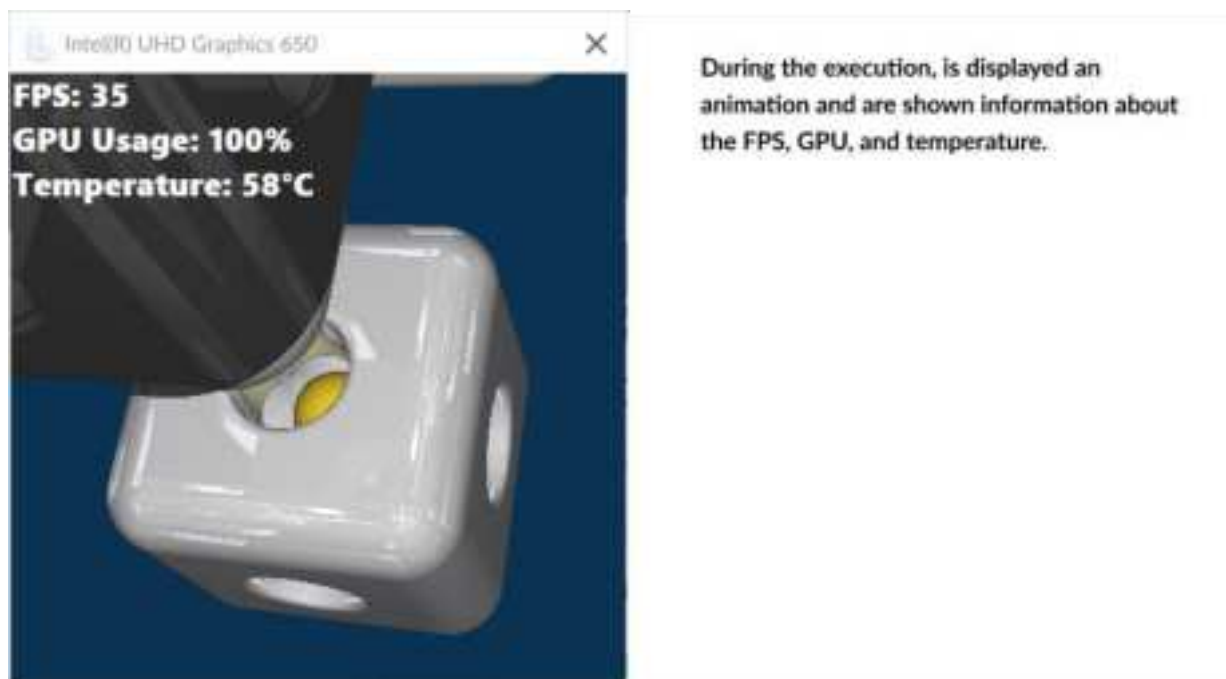 UHD Graphics 650
FPS: 35
GPU Usage: 100%
Temperature: 58°C
During the execution, is displayed an
animation and are shown information about
the FPS, GPU, and temperature.